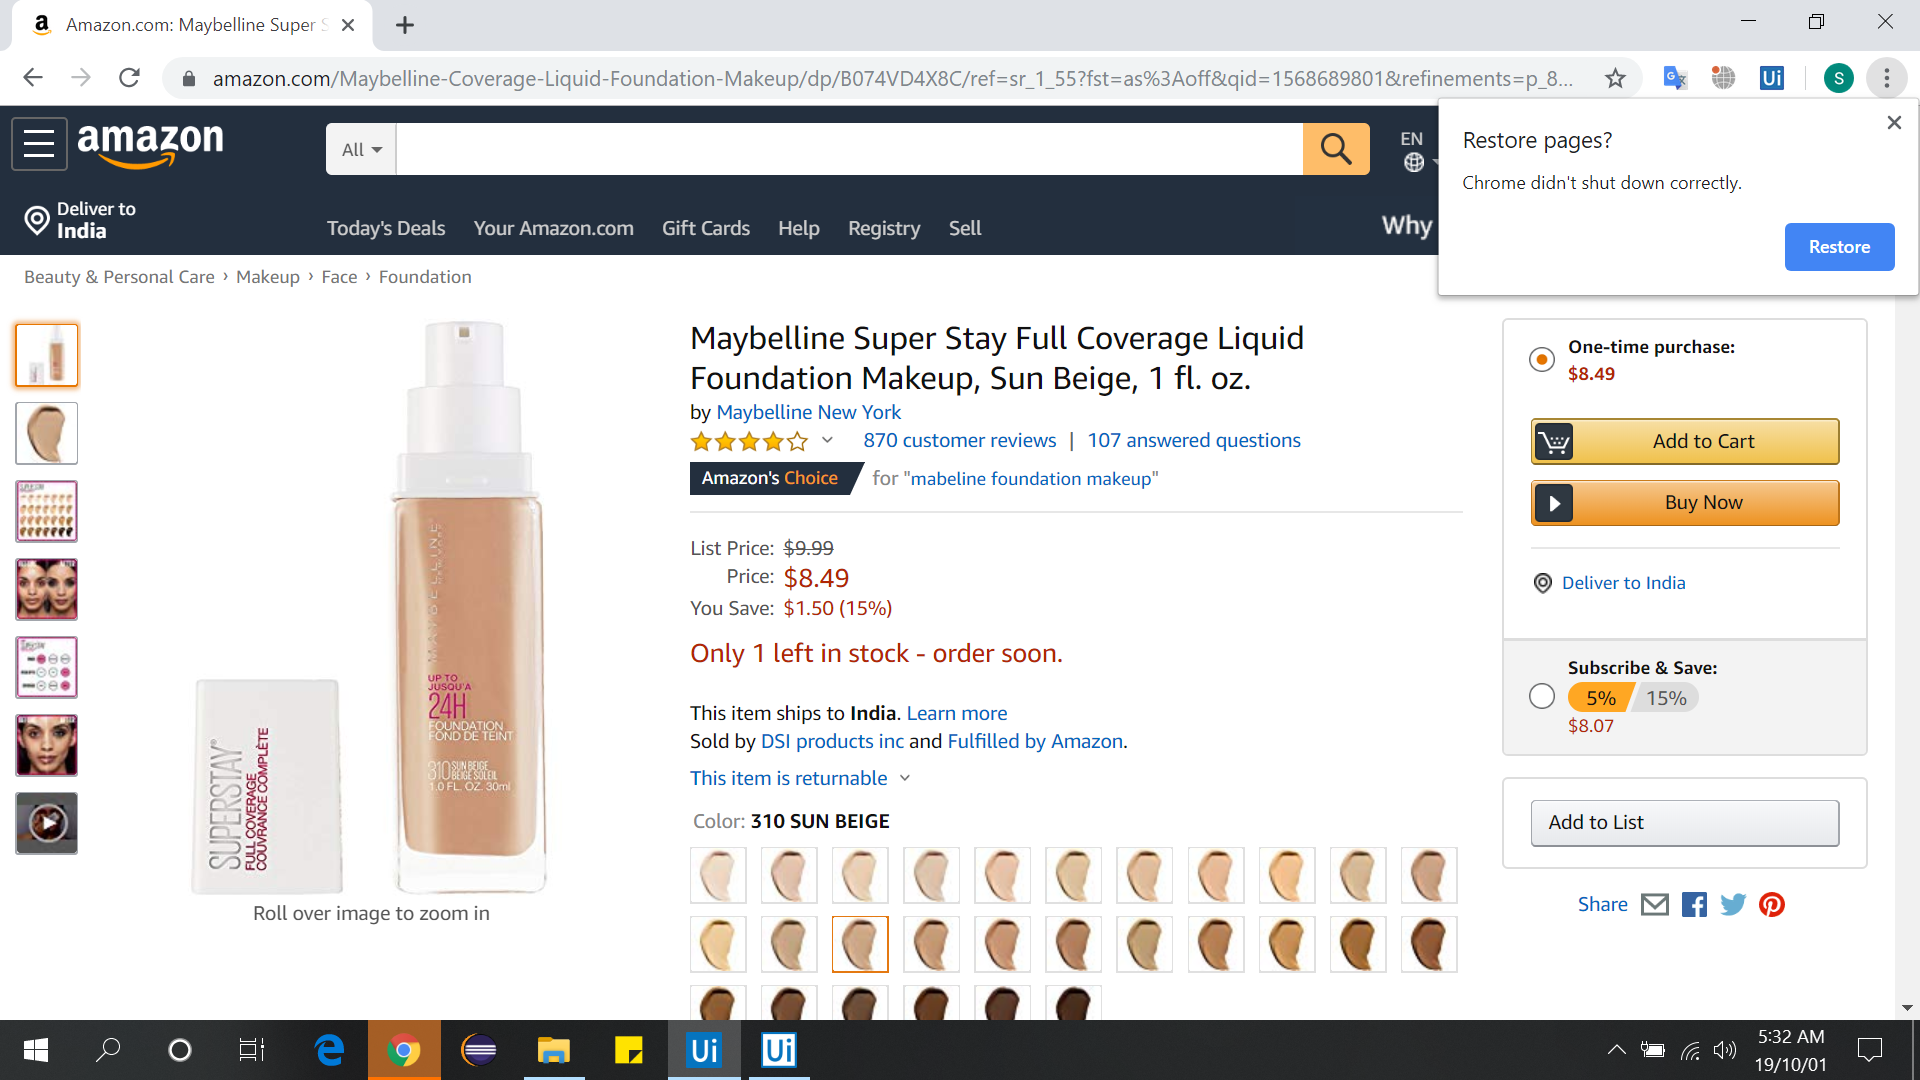 Amazon.com: Maybelline Super S
amazon.com/Maybelline-Coverage-Liquid-Foundation-Makeup/dp/B074VD4X8C/ref=sr_1_55?fst=as%3Aoff&qid=1568689801&refinements=p_8...
S
Restore pages?
Chrome didn't shut down correctly.
Restore
amazon
All
EN
Deliver to
India
Today's Deals
Your Amazon.com
Gift Cards
Help
Registry
Sell
Why
Beauty & Personal Care › Makeup › Face › Foundation
MAYBELLINE
UP TO
JUSQU'A
24H
FOUNDATION
FOND DE TEINT
310 SUN BEIGE
BEIGE SOLEIL
1.0 FL. OZ. 30ml
SUPERSTAY®
FULL COVERAGE
COUVRANCE COMPLÈTE
Roll over image to zoom in
Maybelline Super Stay Full Coverage Liquid
Foundation Makeup, Sun Beige, 1 fl. oz.
by Maybelline New York
870 customer reviews | 107 answered questions
Amazon's Choice for "mabeline foundation makeup"
List Price: $9.99
Price: $8.49
You Save: $1.50 (15%)
Only 1 left in stock - order soon.
This item ships to India. Learn more
Sold by DSI products inc and Fulfilled by Amazon.
This item is returnable
Color: 310 SUN BEIGE
One-time purchase:
$8.49
Add to Cart
Buy Now
Deliver to India
Subscribe & Save:
5% 15%
$8.07
Add to List
Share
Ui
Ui
Ui
5:32 AM
19/10/01